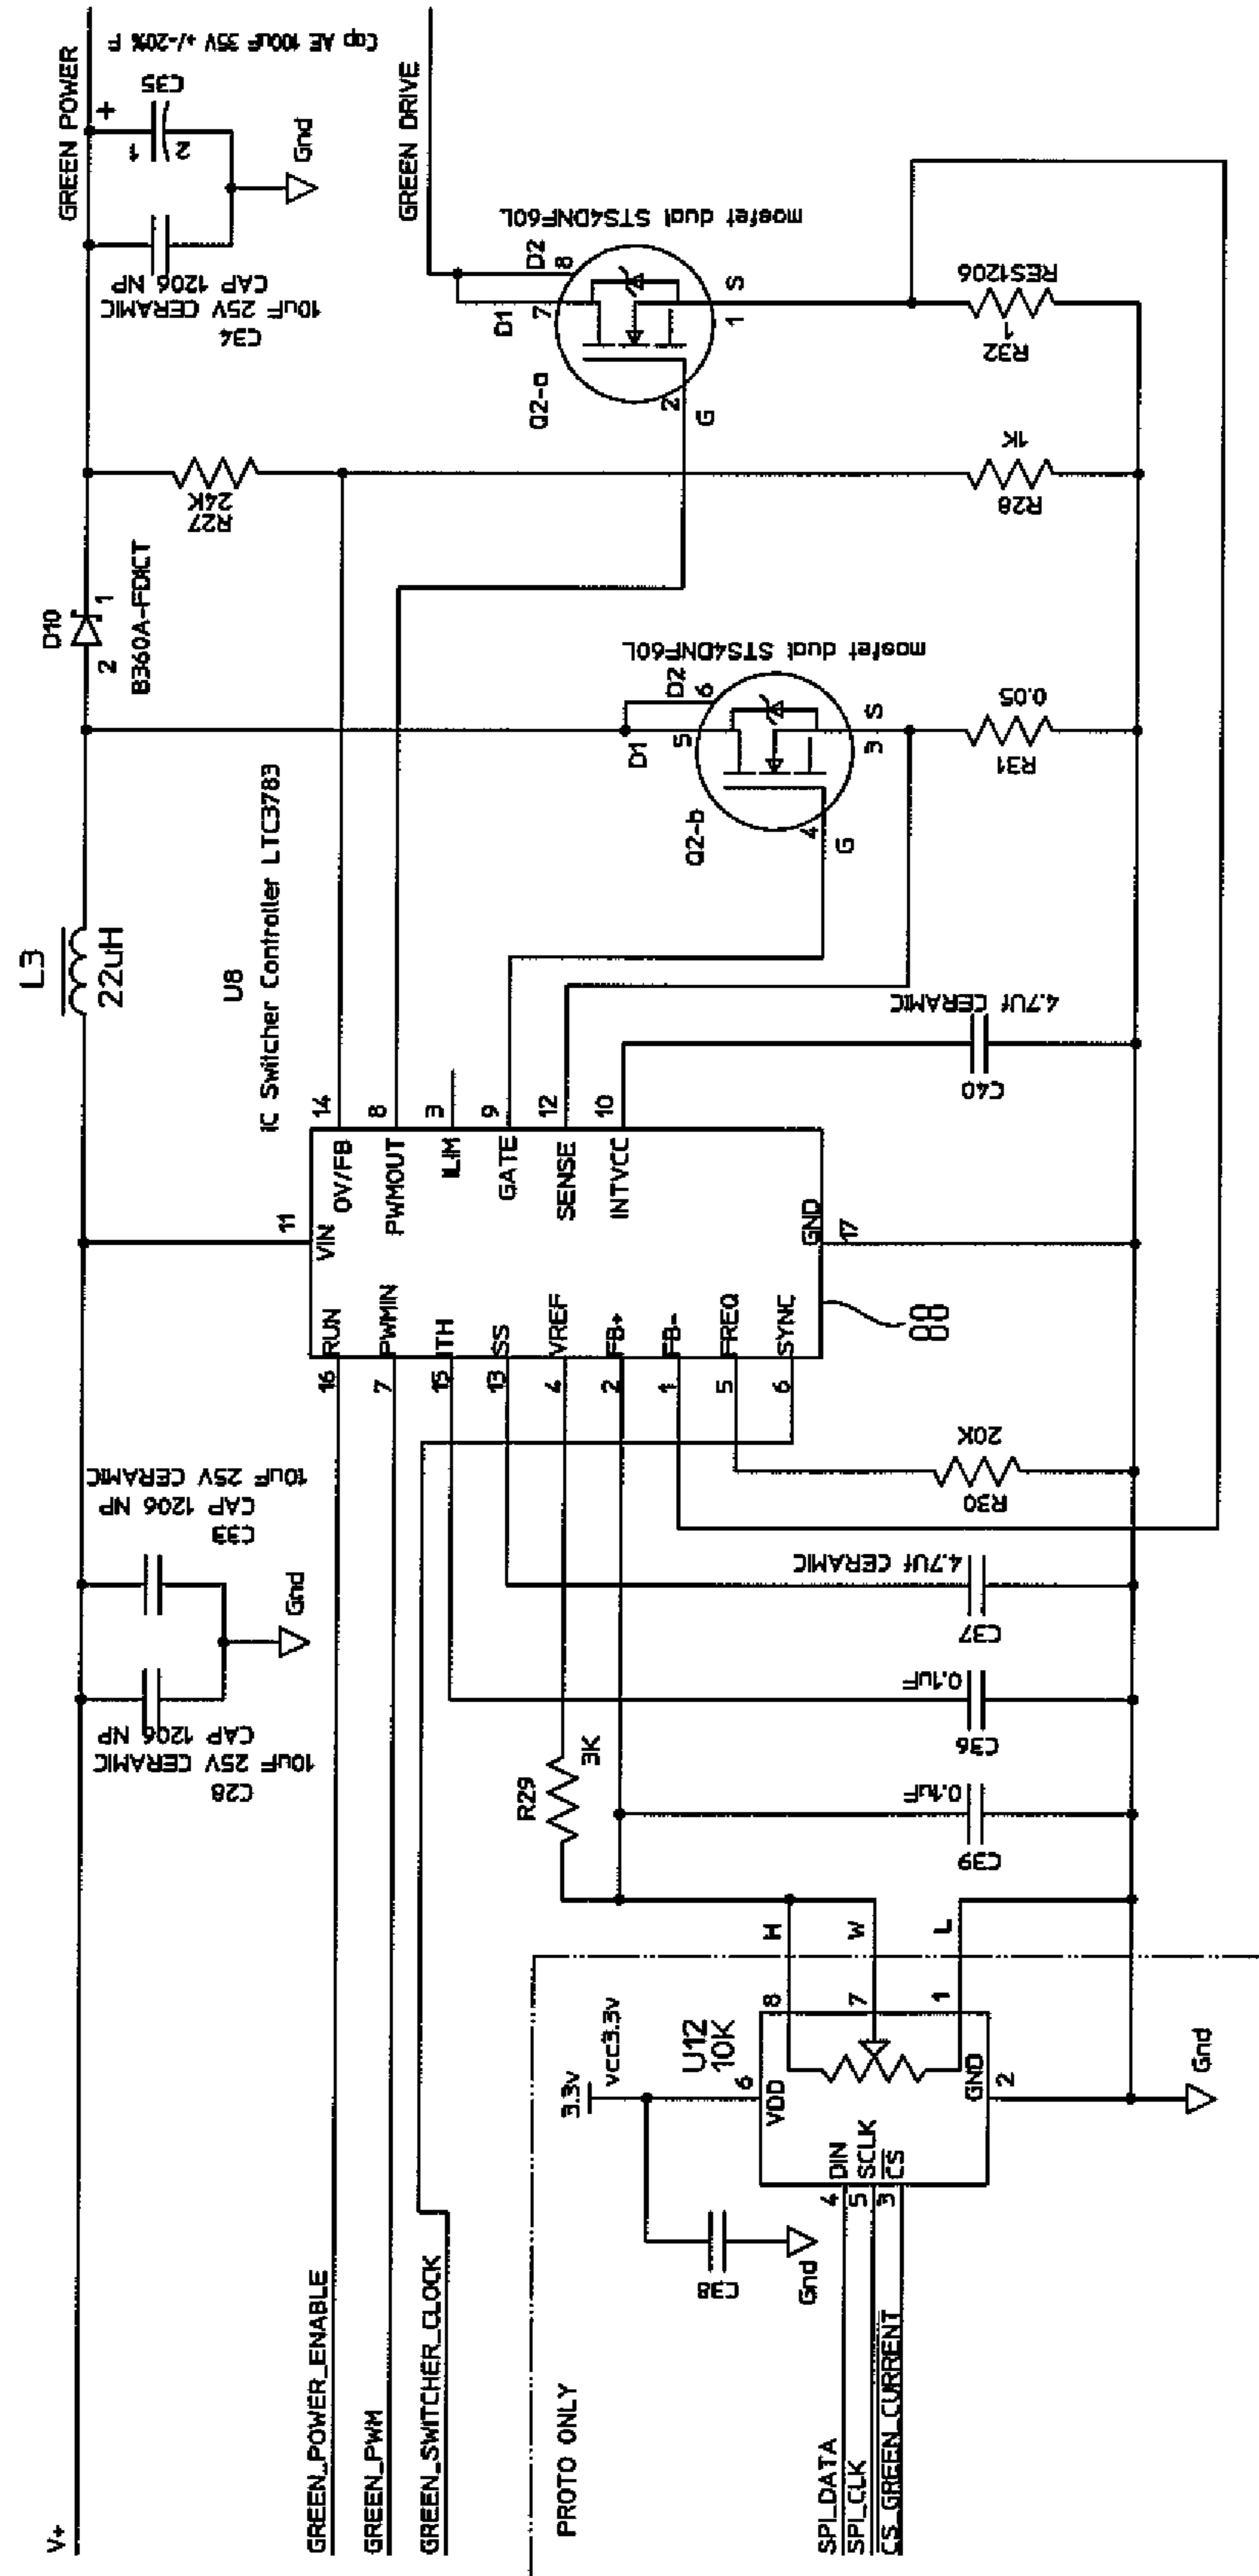 V+
C28
10uF 25V CERAMIC
CAP 1206 NP
C33
CAP 1206 NP
10uF 25V CERAMIC
Gnd
L3
22uH
D10
2
1
B360A-FDICT
GREEN POWER
C34
10uF 25V CERAMIC
CAP 1206 NP
+
1
2
C35
Cap AE 100uF 35V +/-20% F
Gnd
R27
24K
GREEN_POWER_ENABLE
GREEN_PWM
GREEN_SWITCHER_CLOCK
U8
iC Switcher Controller LTC3783
16
RUN
7
PWMIN
15
ITH
13
SS
4
VREF
2
FB+
1
FB-
5
FREQ
6
SYNC
11
VIN
OV/FB
14
PWMOUT
8
ILIM
3
GATE
9
SENSE
12
INTVCC
10
GND
17
88
Q2-a
D1
7
D2
8
2
G
1
S
mosfet dual STS4DNF60L
GREEN DRIVE
Q2-b
D1
5
D2
6
4
G
3
S
mosfet dual STS4DNF60L
R29
3K
C39
0.1uF
C36
0.1uF
C37
4.7Uf CERAMIC
R30
20K
C40
4.7Uf CERAMIC
R31
0.05
R28
1K
R32
1
RES1206
PROTO ONLY
3.3v
vcc3.3v
C38
Gnd
U12
10K
6
VDD
8
H
7
W
1
L
4
DIN
5
SCLK
3
CS
GND
2
Gnd
SPI_DATA
SPI_CLK
CS_GREEN_CURRENT